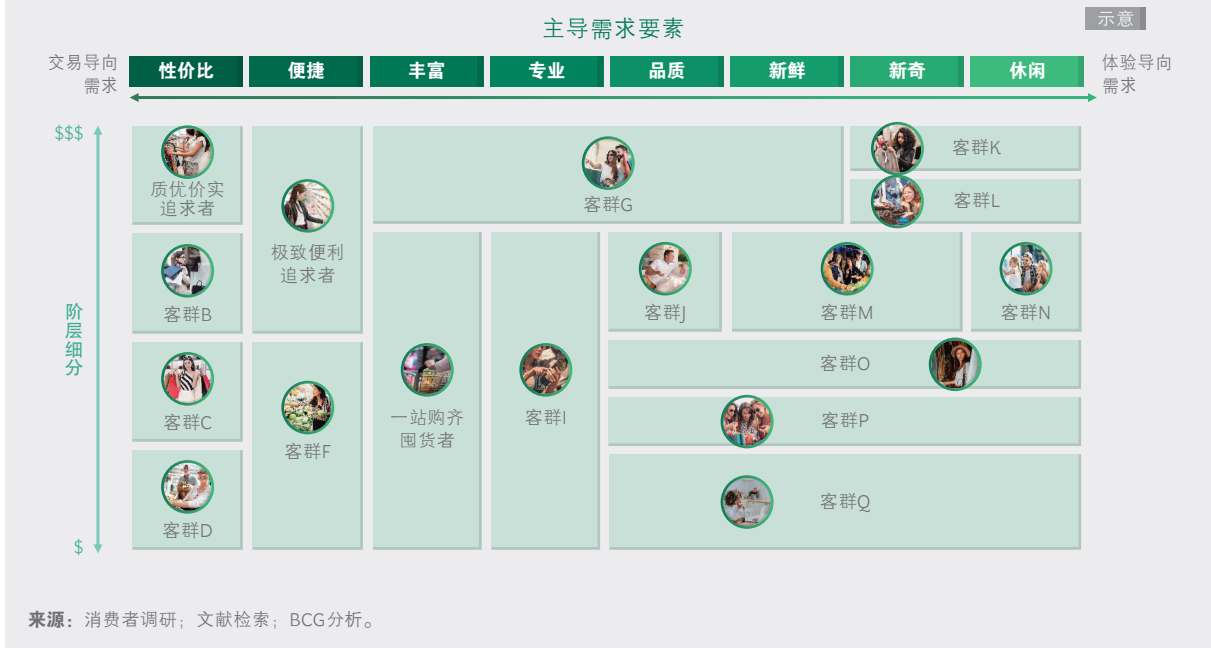 示意
主导需求要素
交易导向
需求
性价比
便捷
丰富
专业
品质
新鲜
新奇
休闲
体验导向
需求
$$$
阶层细分
$
质优价实
追求者
极致便利
追求者
客群G
客群K
客群L
客群B
客群J
客群M
客群N
客群C
客群F
一站购齐
囤货者
客群I
客群O
客群P
客群D
客群Q
来源：消费者调研；文献检索；BCG分析。